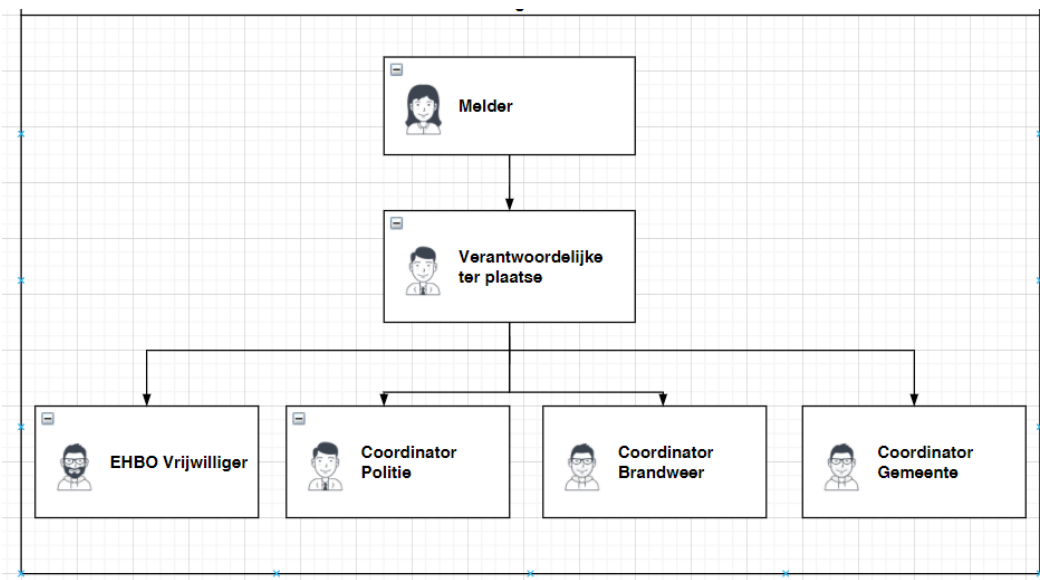 Melder
Verantwoordelijke
ter plaatse
EHBO Vrijwilliger
Coordinator
Politie
Coordinator
Brandweer
Coordinator
Gemeente